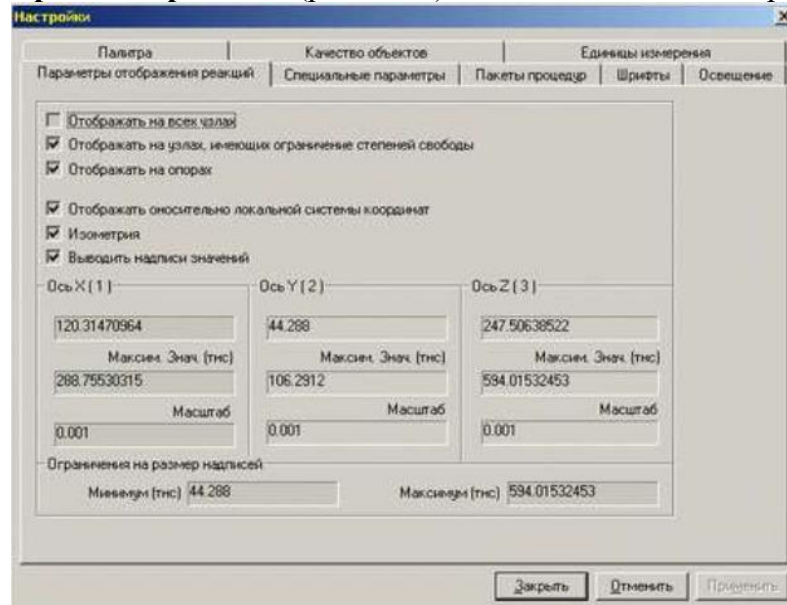 Настройки
Палитра Качество объектов Единицы измерения
Параметры отображения реакций Специальные параметры Пакеты процедур Шрифты Освещение
Отображать на всех узлах
Отображать на узлах, имеющих ограничение степеней свободы
Отображать на опорах
Отображать оносительно локальной системы координат
Изометрия
Выводить надписи значений
Ось X ( 1 ) Ось Y ( 2 ) Ось Z ( 3 )
120.31470964 44.288 247.50638522
Максим. Знач. (тнс) Максим. Знач. (тнс) Максим. Знач. (тнс)
288.75530315 106.2912 594.01532453
Масштаб Масштаб Масштаб
0.001 0.001 0.001
Ограничения на размер надписей
Минимум (тнс) 44.288 Максимум (тнс) 594.01532453
Закрыть Отменить Применить